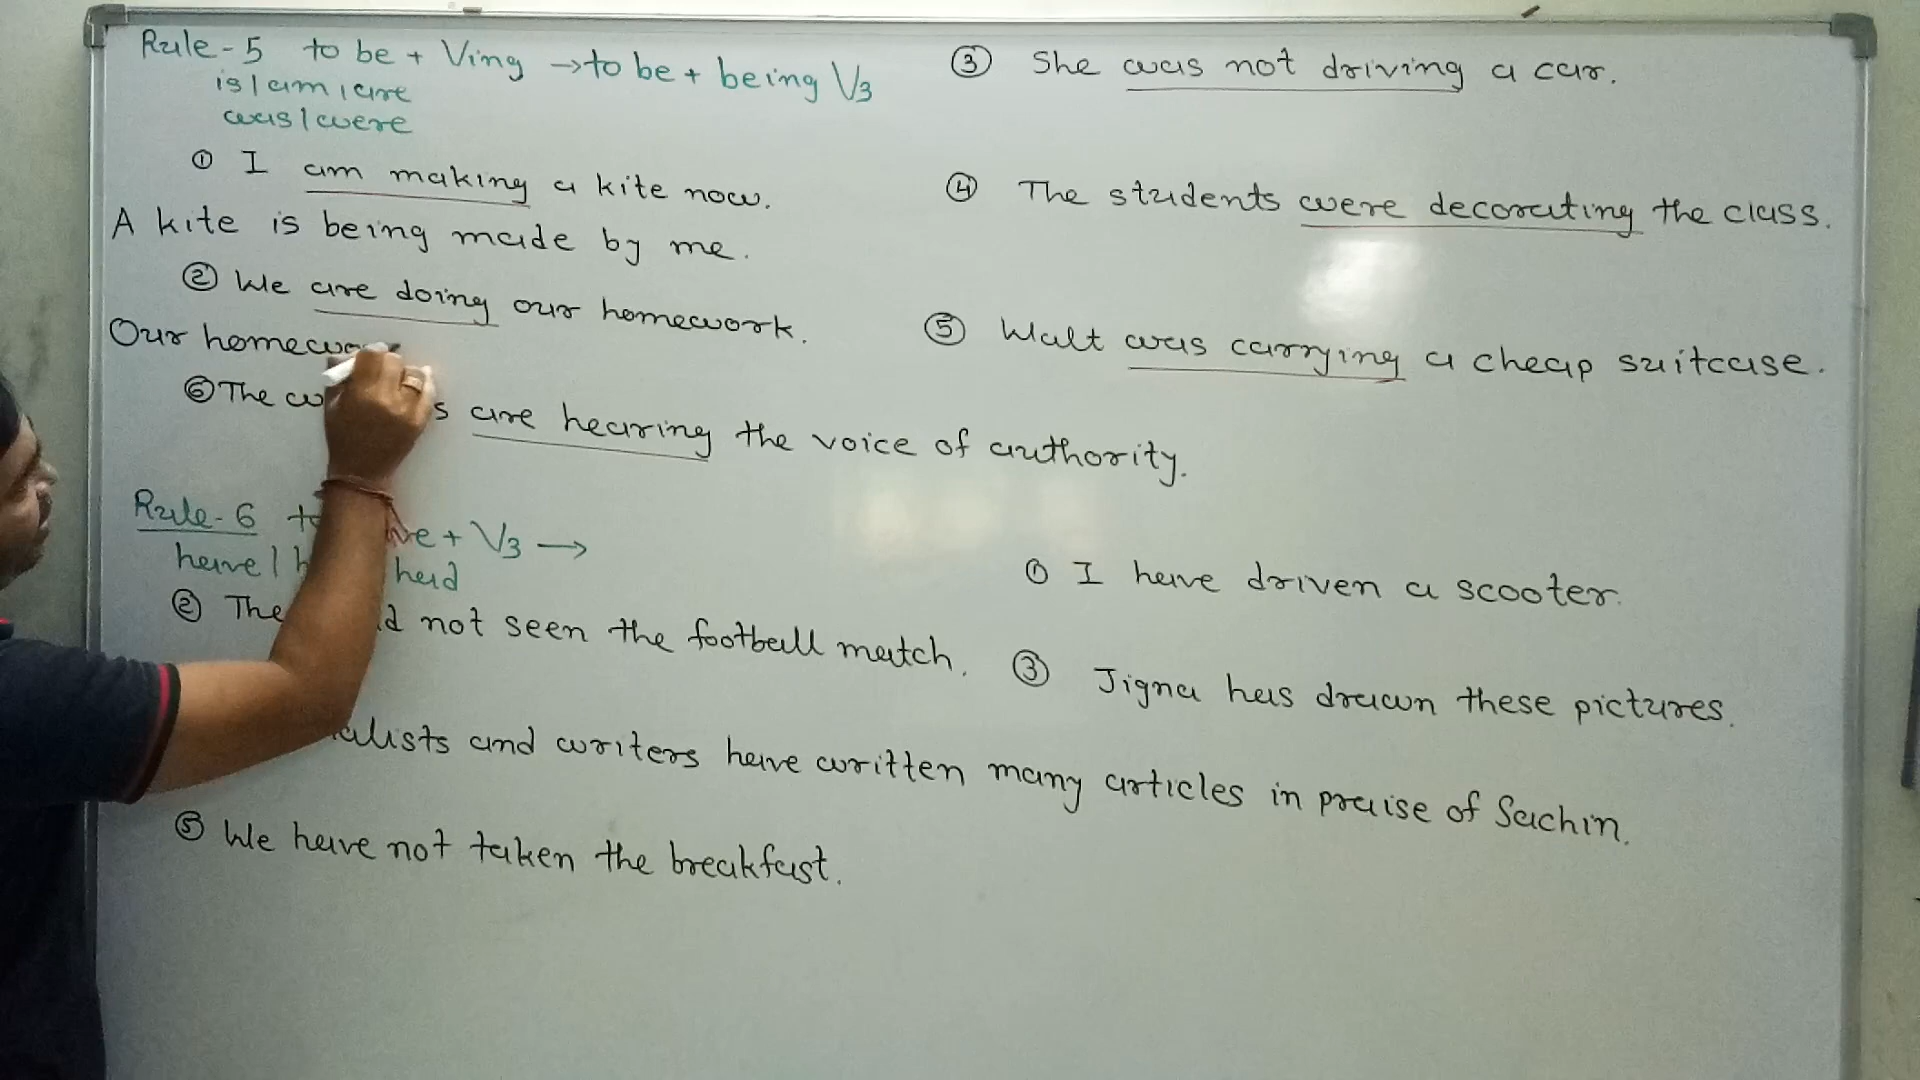 Rule-5 to be + Ving → to be + being V3
is/am/are
was/were
① I am making a kite now.
A kite is being made by me.
② We are doing our homework.
Our homewor
⑥ The s are hearing the voice of authority.
③ She was not driving a car.
④ The students were decorating the class.
⑤ Walt was carrying a cheap suitcase.
Rule-6 + V3 →
have/ had
① I have driven a scooter.
② not seen the football match.
③ Jigna has drawn these pictures.
and writers have written many articles in praise of Sachin.
⑤ We have not taken the breakfast.